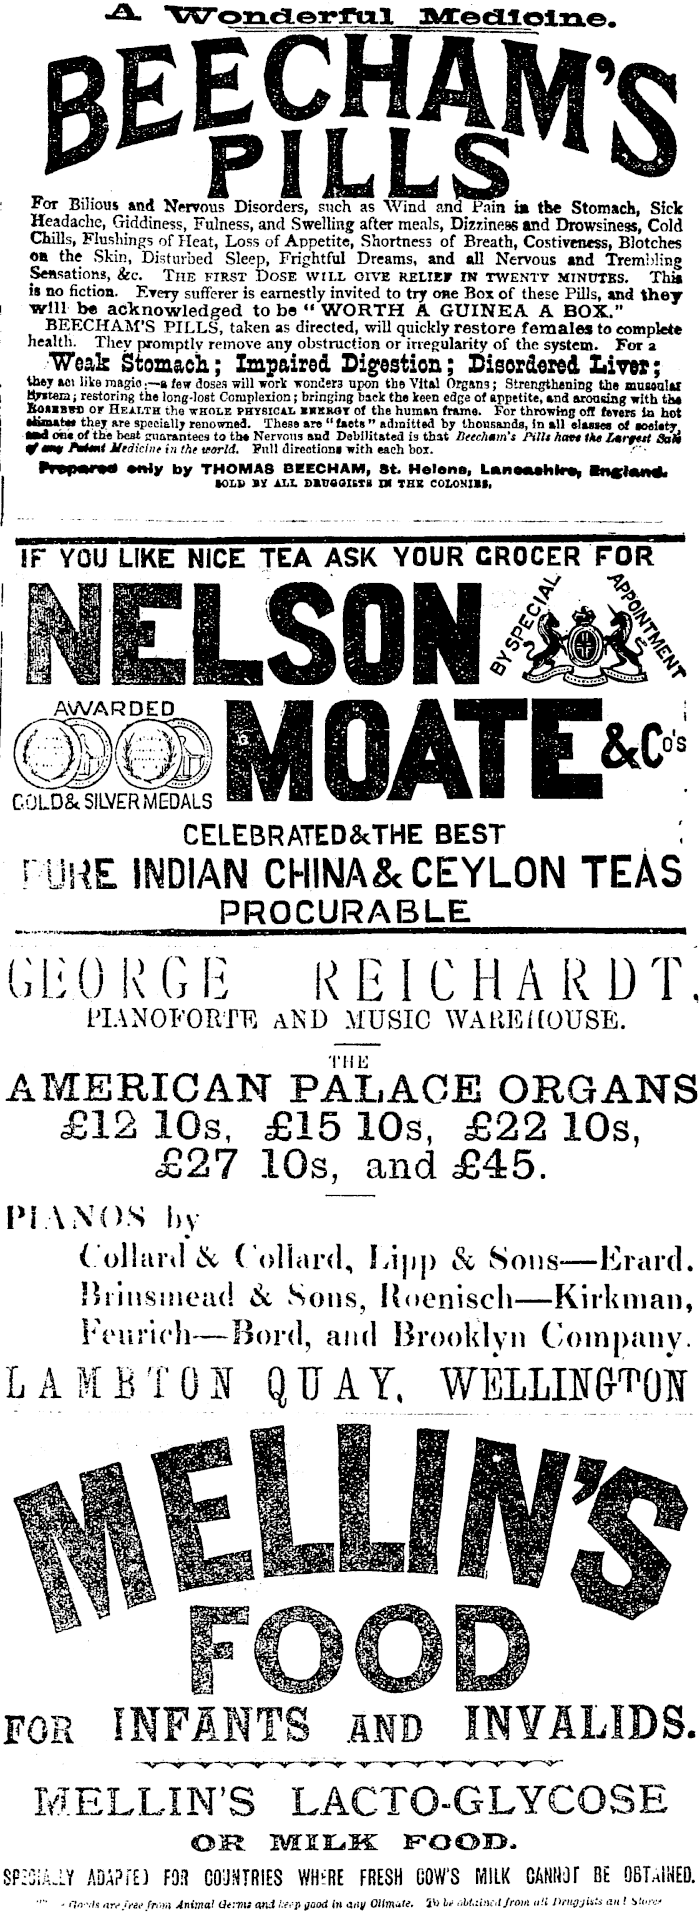 A Wonderful Medicine.
BEECHAM'S
PILLS
For Bilious and Nervous Disorders, such as Wind and Pain in the Stomach, Sick
Headache, Giddiness, Fulness, and Swelling after meals, Dizziness and Drowsiness, Cold
Chills, Flushings of Heat, Loss of Appetite, Shortness of Breath, Costiveness, Blotches
on the Skin, Disturbed Sleep, Frightful Dreams, and all Nervous and Trembling
Sensations, &c. THE FIRST DOSE WILL GIVE RELIEF IN TWENTY MINUTES. This
is no fiction. Every sufferer is earnestly invited to try one Box of these Pills, and they
will be acknowledged to be "WORTH A GUINEA A BOX."
BEECHAM'S PILLS, taken as directed, will quickly restore females to complete
health. They promptly remove any obstruction or irregularity of the system. For a
Weak Stomach; Impaired Digestion; Disordered Liver;
they act like magic:—a few doses will work wonders upon the Vital Organs; Strengthening the muscular
System; restoring the long-lost Complexion; bringing back the keen edge of appetite, and arousing with the
ROSEBUD OF HEALTH the WHOLE PHYSICAL ENERGY of the human frame. For throwing off fevers in hot
climates they are specially renowned. These are "facts" admitted by thousands, in all classes of society,
and one of the best guarantees to the Nervous and Debilitated is that Beecham's Pills have the Largest Sale
of any Patent Medicine in the world. Full directions with each box.
Prepared only by THOMAS BEECHAM, St. Helens, Lancashire, England.
SOLD BY ALL DRUGGISTS IN THE COLONIES.
IF YOU LIKE NICE TEA ASK YOUR GROCER FOR
NELSON
BY SPECIAL APPOINTMENT
AWARDED
GOLD & SILVER MEDALS
MOATE & Co's
CELEBRATED & THE BEST
PURE INDIAN CHINA & CEYLON TEAS
PROCURABLE
GEORGE REICHARDT,
PIANOFORTE AND MUSIC WAREHOUSE.
THE
AMERICAN PALACE ORGANS
£12 10s, £15 10s, £22 10s,
£27 10s, and £45.
PIANOS by
Collard & Collard, Lipp & Sons—Erard.
Brinsmead & Sons, Roenisch—Kirkman,
Feurich—Bord, and Brooklyn Company.
LAMBTON QUAY, WELLINGTON
MELLIN'S
FOOD
FOR INFANTS AND INVALIDS.
MELLIN'S LACTO-GLYCOSE
OR MILK FOOD.
SPECIALLY ADAPTED FOR COUNTRIES WHERE FRESH COW'S MILK CANNOT BE OBTAINED.
Goods are free from Animal Germs and keep good in any Climate. To be obtained from all Druggists and Stores